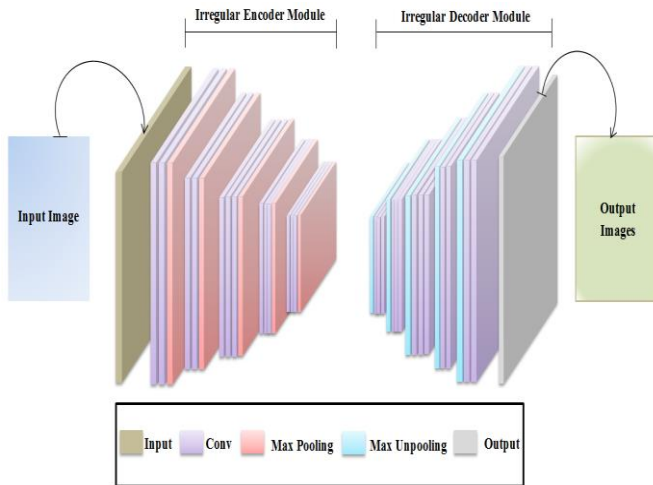 Irregular Encoder Module
Irregular Decoder Module
Input Image
Output
Images
Input
Conv
Max Pooling
Max Unpooling
Output